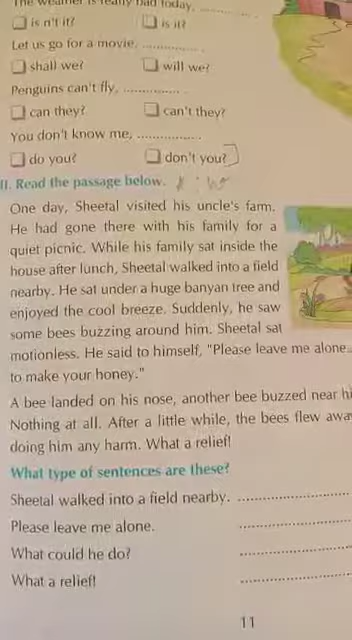 The weather is really bad today, ............
is n't it? is it?
Let us go for a movie, ..............
shall we? will we?
Penguins can't fly, ..............
can they? can't they?
You don't know me, ...............
do you? don't you?
II. Read the passage below.
One day, Sheetal visited his uncle's farm.
He had gone there with his family for a
quiet picnic. While his family sat inside the
house after lunch, Sheetal walked into a field
nearby. He sat under a huge banyan tree and
enjoyed the cool breeze. Suddenly, he saw
some bees buzzing around him. Sheetal sat
motionless. He said to himself, "Please leave me alone
to make your honey."
A bee landed on his nose, another bee buzzed near
Nothing at all. After a little while, the bees flew
doing him any harm. What a relief!
What type of sentences are these?
Sheetal walked into a field nearby. ........................
Please leave me alone. ........................
What could he do? ........................
What a relief! ........................
11